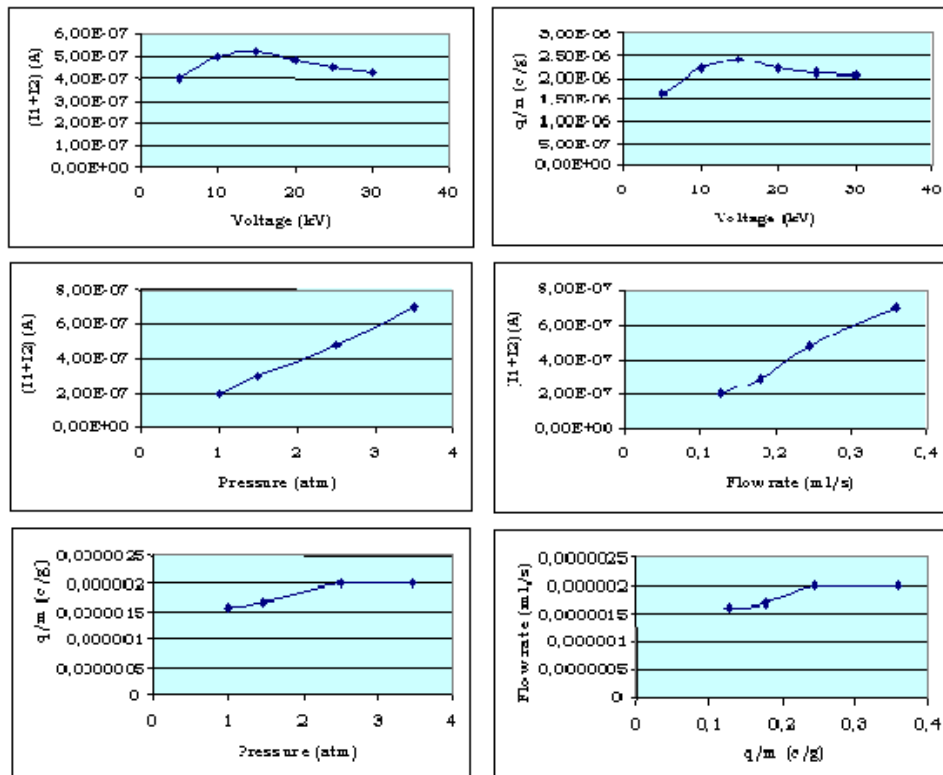 (I1+I2) (A)
6,00E-07
5,00E-07
4,00E-07
3,00E-07
2,00E-07
1,00E-07
0,00E+00
0 10 20 30 40
Voltage (kV)
q/m (c/g)
3,00E-06
2,50E-06
2,00E-06
1,50E-06
1,00E-06
5,00E-07
0,00E+00
0 10 20 30 40
Voltage (kV)
(I1+I2) (A)
8,00E-07
6,00E-07
4,00E-07
2,00E-07
0,00E+00
0 1 2 3 4
Pressure (atm)
(I1+I2) (A)
8,00E-07
6,00E-07
4,00E-07
2,00E-07
0,00E+00
0 0,1 0,2 0,3 0,4
Flow rate (ml/s)
q/m (c/g)
0,0000025
0,000002
0,0000015
0,000001
0,0000005
0
0 1 2 3 4
Pressure (atm)
Flow rate (ml/s)
0,0000025
0,000002
0,0000015
0,000001
0,0000005
0
0 0,1 0,2 0,3 0,4
q/m (c/g)